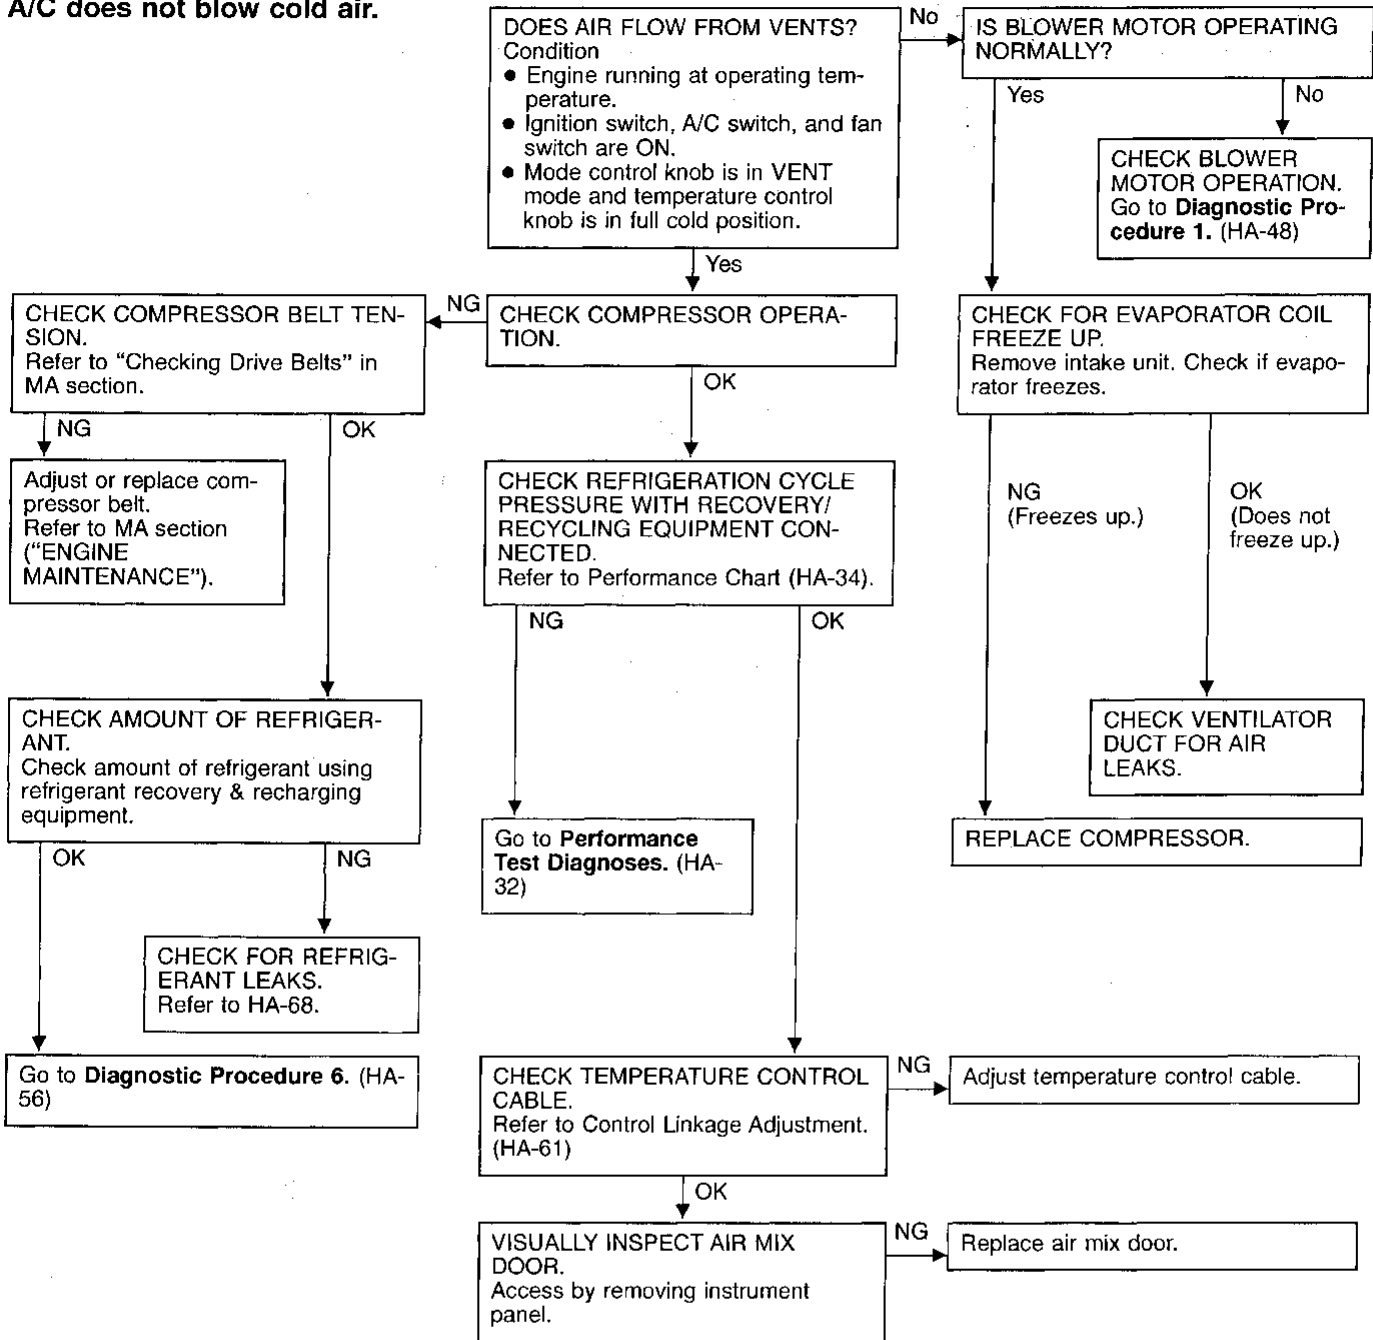 A/C does not blow cold air.
DOES AIR FLOW FROM VENTS?
Condition
● Engine running at operating tem-
perature.
● Ignition switch, A/C switch, and fan
switch are ON.
● Mode control knob is in VENT
mode and temperature control
knob is in full cold position.
No
IS BLOWER MOTOR OPERATING
NORMALLY?
Yes
No
CHECK BLOWER
MOTOR OPERATION.
Go to Diagnostic Pro-
cedure 1. (HA-48)
Yes
CHECK COMPRESSOR BELT TEN-
SION.
Refer to “Checking Drive Belts” in
MA section.
NG
CHECK COMPRESSOR OPERA-
TION.
CHECK FOR EVAPORATOR COIL
FREEZE UP.
Remove intake unit. Check if evapo-
rator freezes.
NG
OK
OK
Adjust or replace com-
pressor belt.
Refer to MA section
(“ENGINE
MAINTENANCE”).
CHECK REFRIGERATION CYCLE
PRESSURE WITH RECOVERY/
RECYCLING EQUIPMENT CON-
NECTED.
Refer to Performance Chart (HA-34).
NG
(Freezes up.)
OK
(Does not
freeze up.)
NG
OK
CHECK AMOUNT OF REFRIGER-
ANT.
Check amount of refrigerant using
refrigerant recovery & recharging
equipment.
CHECK VENTILATOR
DUCT FOR AIR
LEAKS.
OK
NG
Go to Performance
Test Diagnoses. (HA-
32)
REPLACE COMPRESSOR.
CHECK FOR REFRIG-
ERANT LEAKS.
Refer to HA-68.
Go to Diagnostic Procedure 6. (HA-
56)
CHECK TEMPERATURE CONTROL
CABLE.
Refer to Control Linkage Adjustment.
(HA-61)
NG
Adjust temperature control cable.
OK
VISUALLY INSPECT AIR MIX
DOOR.
Access by removing instrument
panel.
NG
Replace air mix door.